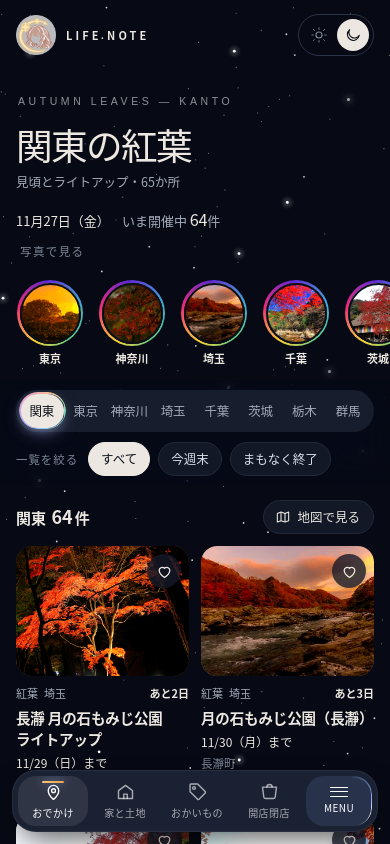 LIFE.NOTE
AUTUMN LEAVES — KANTO
関東の紅葉
見頃とライトアップ・65か所
11月27日（金） いま開催中 64件
写真で見る
東京 神奈川 埼玉 千葉 茨城
関東 東京 神奈川 埼玉 千葉 茨城 栃木 群馬
一覧を絞る すべて 今週末 まもなく終了
関東 64件 地図で見る
紅葉 埼玉 あと2日
長瀞 月の石もみじ公園
ライトアップ
11/29（日）まで
紅葉 埼玉 あと3日
月の石もみじ公園（長瀞）
11/30（月）まで
長瀞町
おでかけ 家と土地 おかいもの 開店閉店 MENU